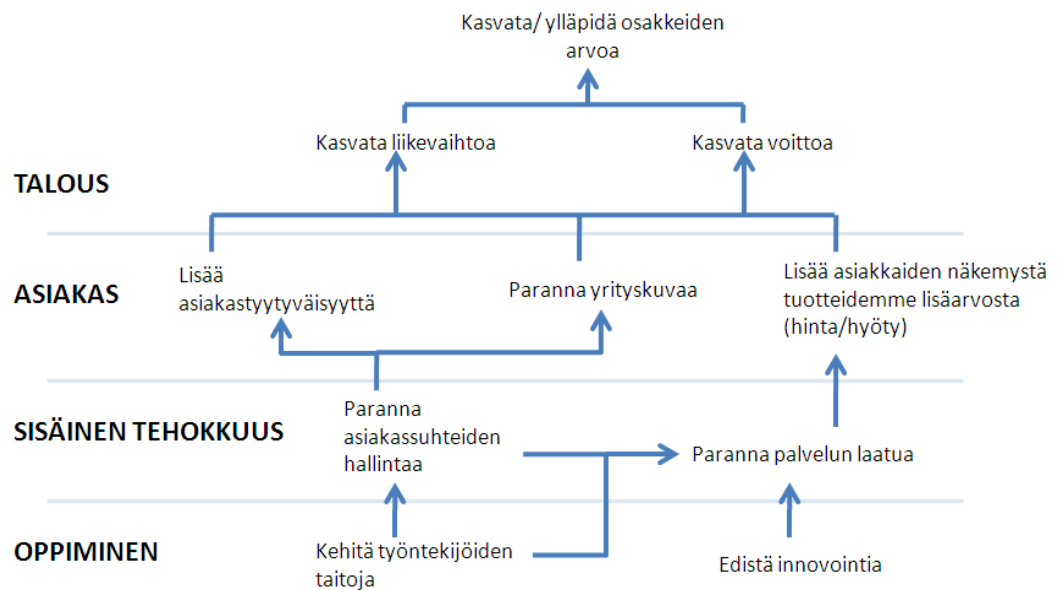 Kasvata/ ylläpidä osakkeiden
arvoa
Kasvata liikevaihtoa
Kasvata voittoa
TALOUS
ASIAKAS
Lisää
asiakastyytyväisyyttä
Paranna yrityskuvaa
Lisää asiakkaiden näkemystä
tuotteidemme lisäarvosta
(hinta/hyöty)
SISÄINEN TEHOKKUUS
Paranna
asiakassuhteiden
hallintaa
Paranna palvelun laatua
OPPIMINEN
Kehitä työntekijöiden
taitoja
Edistä innovointia